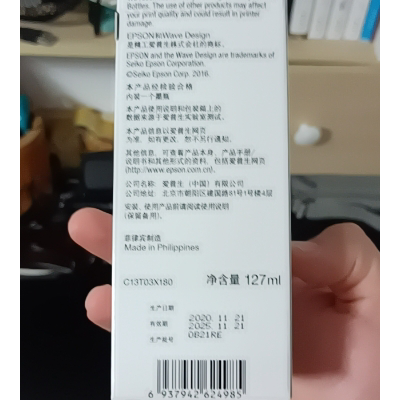 Bottles. The use of other products may affect
your print quality and could result in printer
damage.
EPSON和Wave Design
是精工爱普生株式会社的商标。
EPSON and the Wave Design are trademarks of
Seiko Epson Corporation.
©Seiko Epson Corp. 2016.
本产品经检验合格
内装一个墨瓶
本产品使用说明和包装箱上的
数据来源于爱普生实验室测试。
本产品信息以爱普生网页
为准，如有更改，恕不另行通知。
其他信息，可查看产品本身、产品手册/
说明书和其他形式的资料，包括爱普生网页
(http://www.epson.com.cn)。
公司名称：爱普生（中国）有限公司
公司地址：北京市朝阳区建国路81号1号楼4层
安装、使用产品前请阅读使用说明
(保留备用)。
菲律宾制造
Made in Philippines
C13T03X180
净含量 127ml
生产日期
2020. 11. 21
有效期
2025. 11. 21
生产批号
0B21RE
6 937942 624985